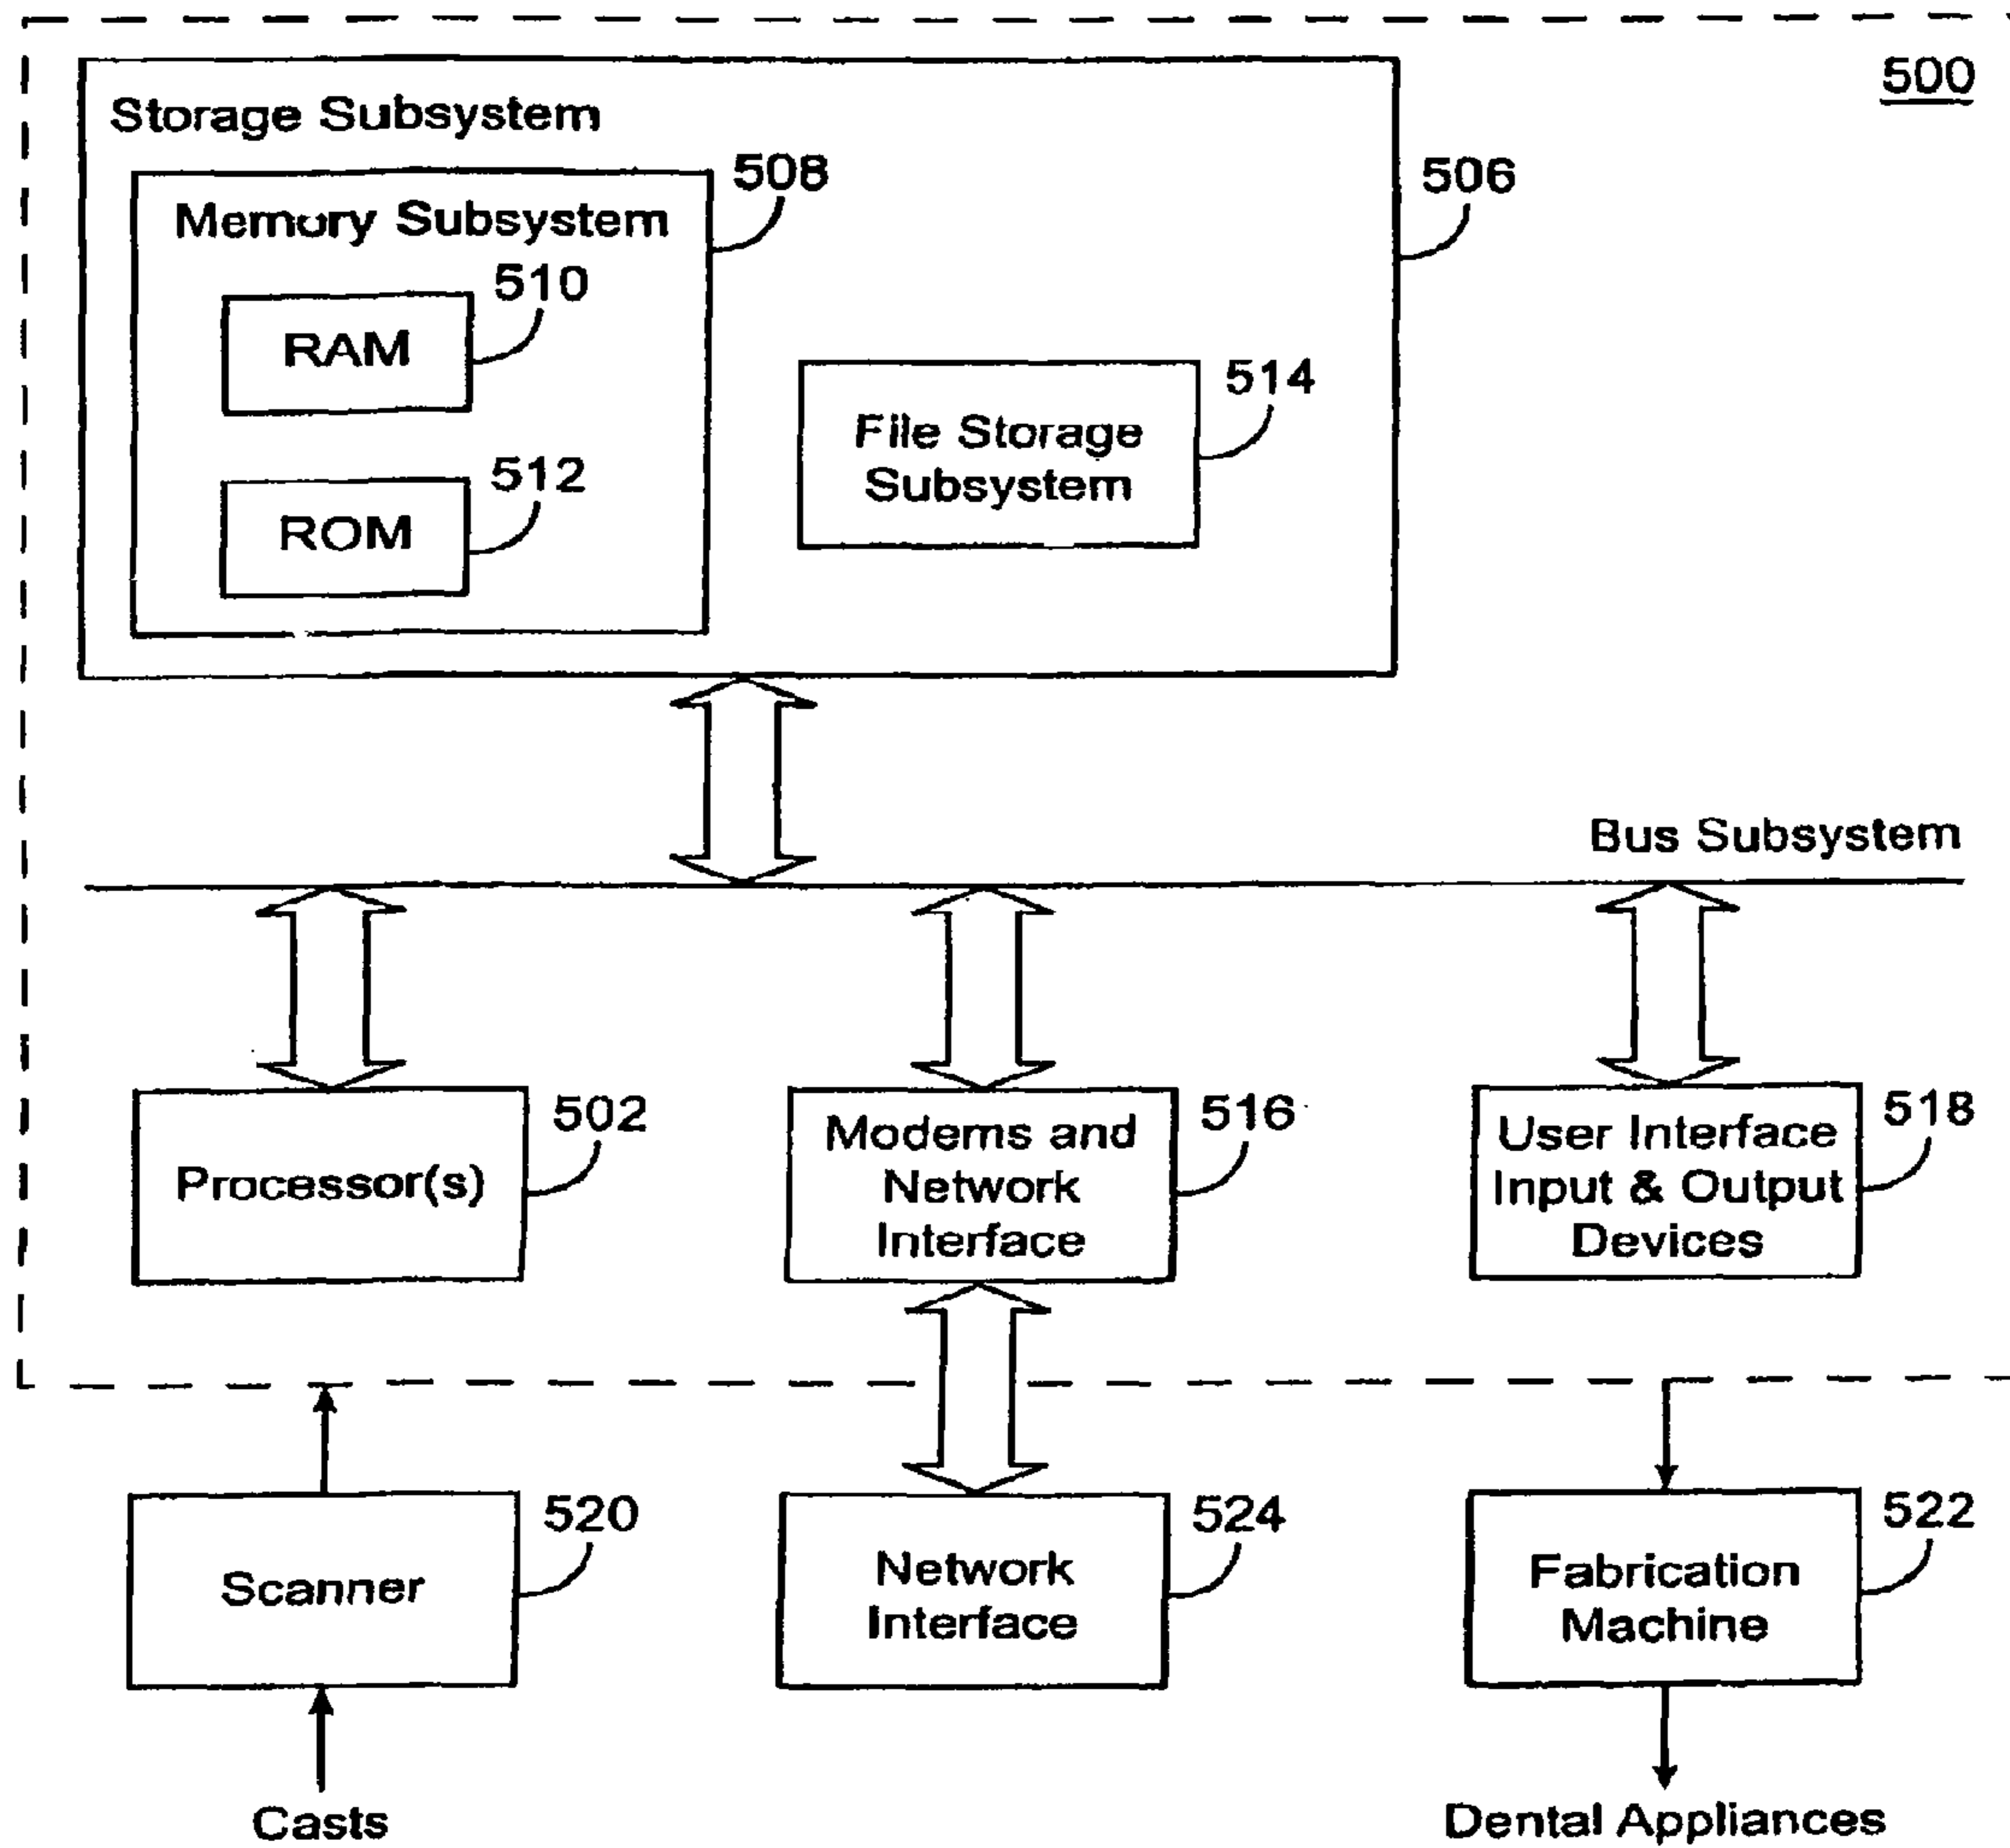 500
Storage Subsystem
508
506
Memory Subsystem
510
RAM
514
File Storage
Subsystem
512
ROM
Bus Subsystem
502
Processor(s)
516
Modems and
Network
Interface
518
User Interface
Input & Output
Devices
520
Scanner
524
Network
Interface
522
Fabrication
Machine
Casts
Dental Appliances